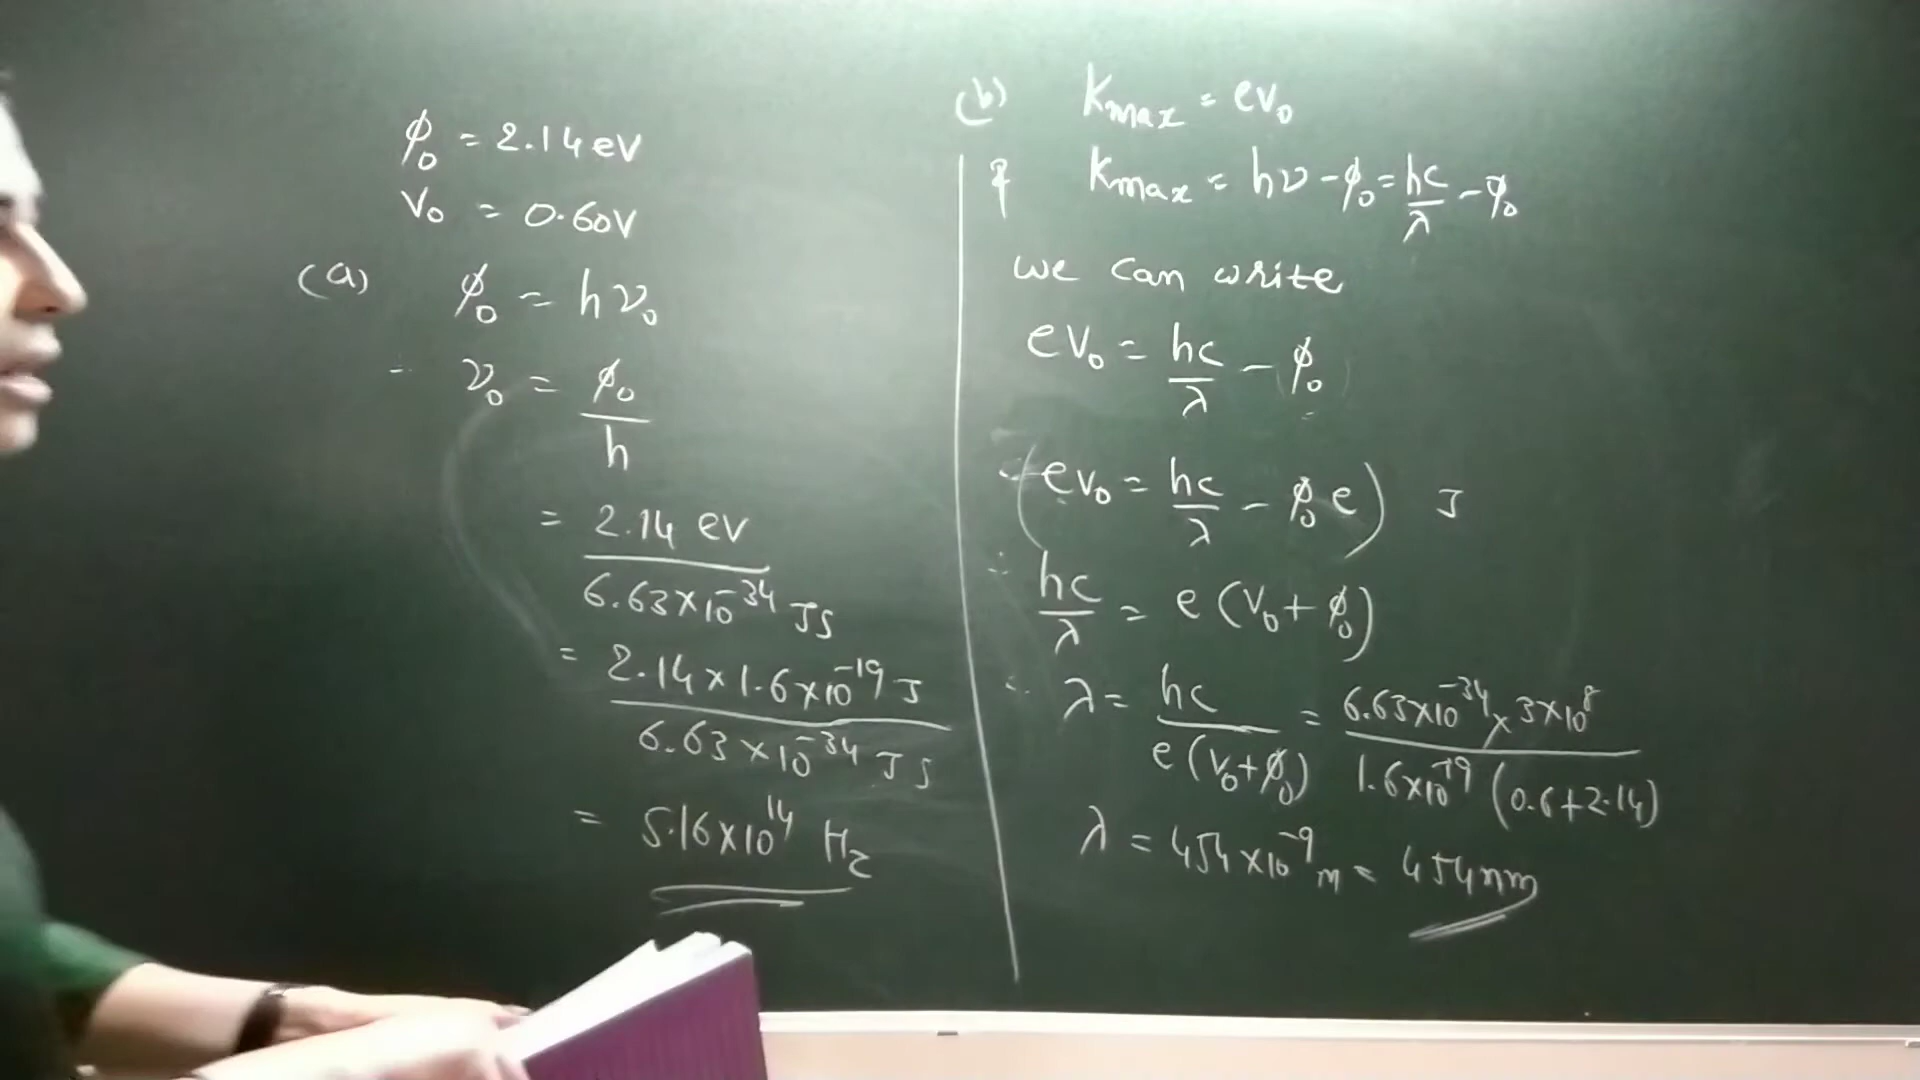 ϕ₀ = 2.14 eV
V₀ = 0.60V
(a) ϕ₀ = hν₀
∴ ν₀ = ϕ₀/h
= 2.14 eV / 6.63×10⁻³⁴ JS
= 2.14×1.6×10⁻¹⁹ J / 6.63×10⁻³⁴ JS
= 5.16×10¹⁴ Hz
(b) Kmax = eV₀
Kmax = hν − ϕ₀ = hc/λ − ϕ₀
we can write
eV₀ = hc/λ − ϕ₀
(eV₀ = hc/λ − ϕ₀e) J
∴ hc/λ = e(V₀+ϕ₀)
∴ λ = hc / e(V₀+ϕ₀) = 6.63×10⁻³⁴ × 3×10⁸ / 1.6×10⁻¹⁹ (0.6+2.14)
λ = 454×10⁻⁹ m = 454nm